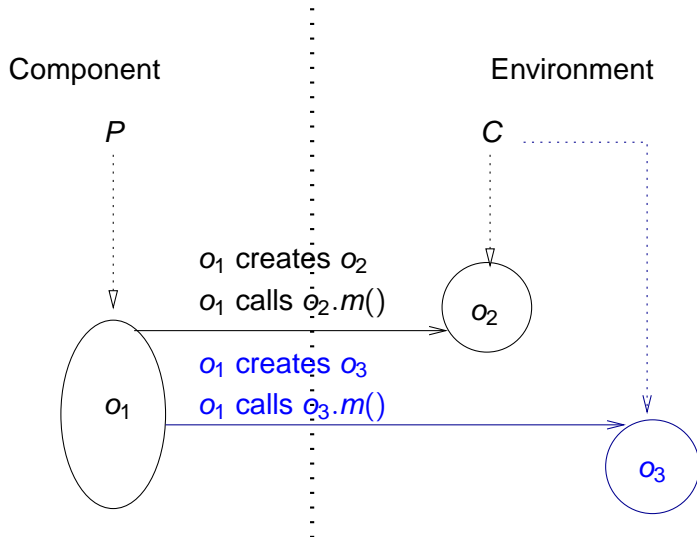 Component
Environment
P
C
o₁ creates o₂
o₁ calls o₂.m()
o₂
o₁ creates o₃
o₁ calls o₃.m()
o₁
o₃